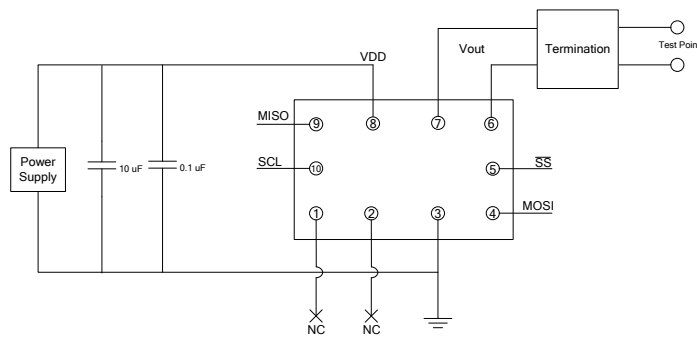 VDD
Vout
Termination
Test Poin
MISO
9
8
7
6
Power
Supply
10 uF
0.1 uF
SCL
10
5
SS
1
2
3
4
MOSI
NC
NC